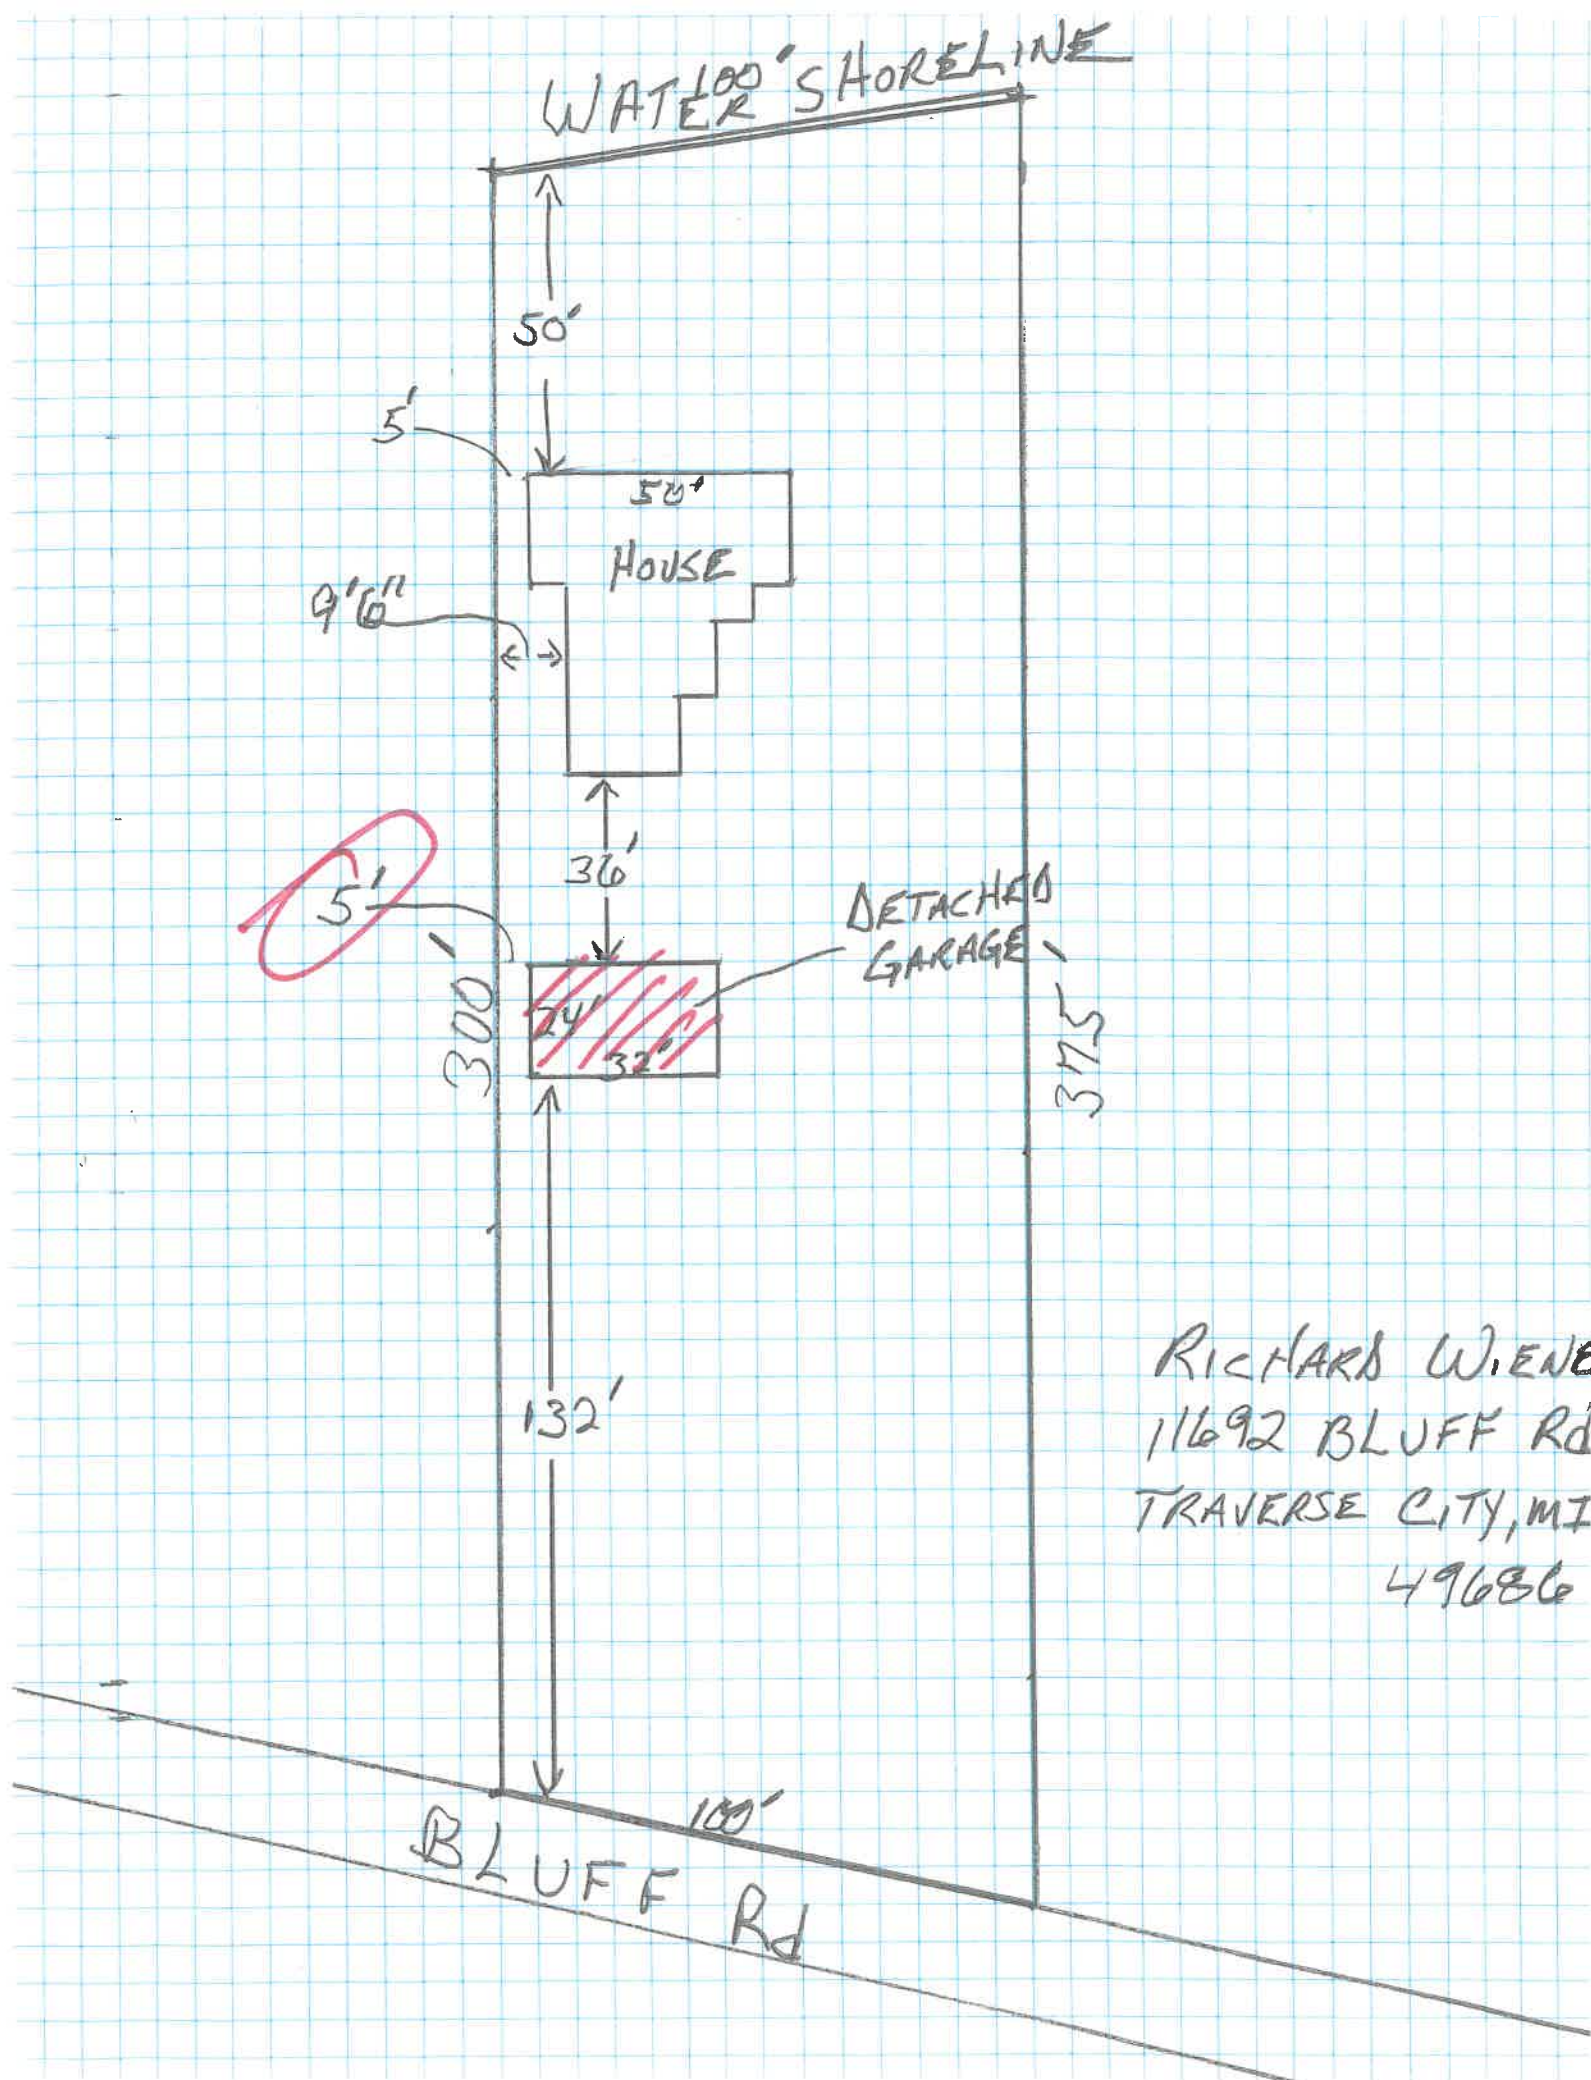 WATER SHORELINE
100'
50'
5'
50'
HOUSE
9'6"
36'
5'
DETACHED
GARAGE
300'
24'
32'
375'
132'
RICHARD WIENE
11692 BLUFF Rd
TRAVERSE CITY, MI
49686
100'
BLUFF Rd